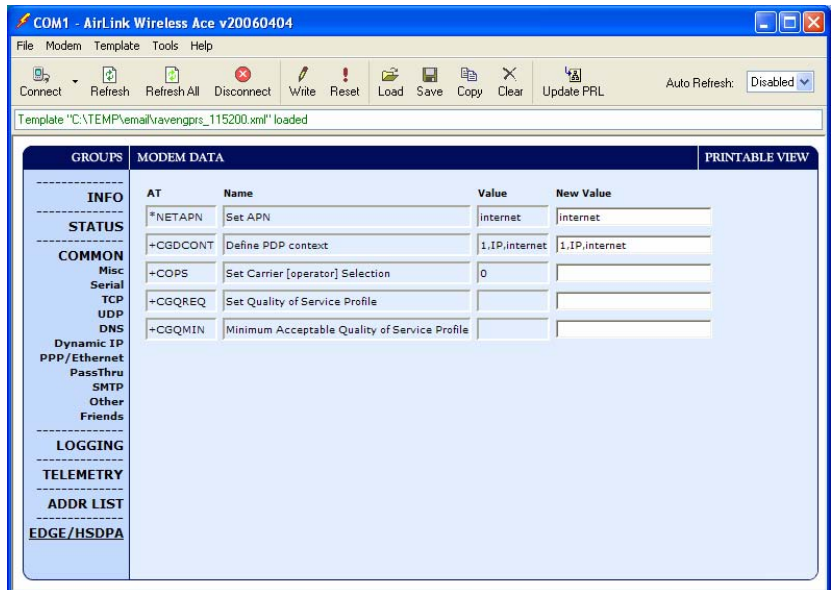 COM1 - AirLink Wireless Ace v20060404
File Modem Template Tools Help
Connect Refresh Refresh All Disconnect Write Reset Load Save Copy Clear Update PRL Auto Refresh: Disabled
Template "C:\TEMP\email\ravengprs_115200.xml" loaded
GROUPS MODEM DATA PRINTABLE VIEW
INFO
STATUS
COMMON
Misc
Serial
TCP
UDP
DNS
Dynamic IP
PPP/Ethernet
PassThru
SMTP
Other
Friends
LOGGING
TELEMETRY
ADDR LIST
EDGE/HSDPA
AT Name Value New Value
*NETAPN Set APN internet internet
+CGDCONT Define PDP context 1,IP,internet 1,IP,internet
+COPS Set Carrier [operator] Selection 0
+CGQREQ Set Quality of Service Profile
+CGQMIN Minimum Acceptable Quality of Service Profile